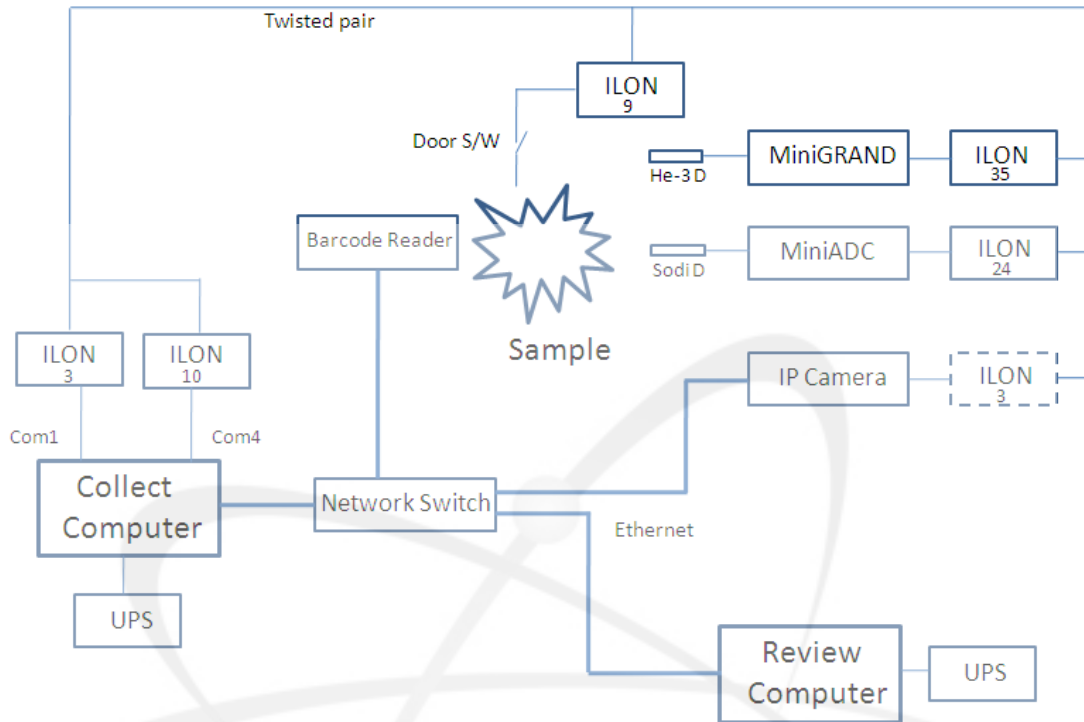 Twisted pair
ILON
9
Door S/W
He-3 D
MiniGRAND
ILON
35
Barcode Reader
Sodi D
MiniADC
ILON
24
Sample
ILON
3
ILON
10
IP Camera
ILON
3
Com1
Com4
Collect
Computer
Network Switch
Ethernet
UPS
Review
Computer
UPS